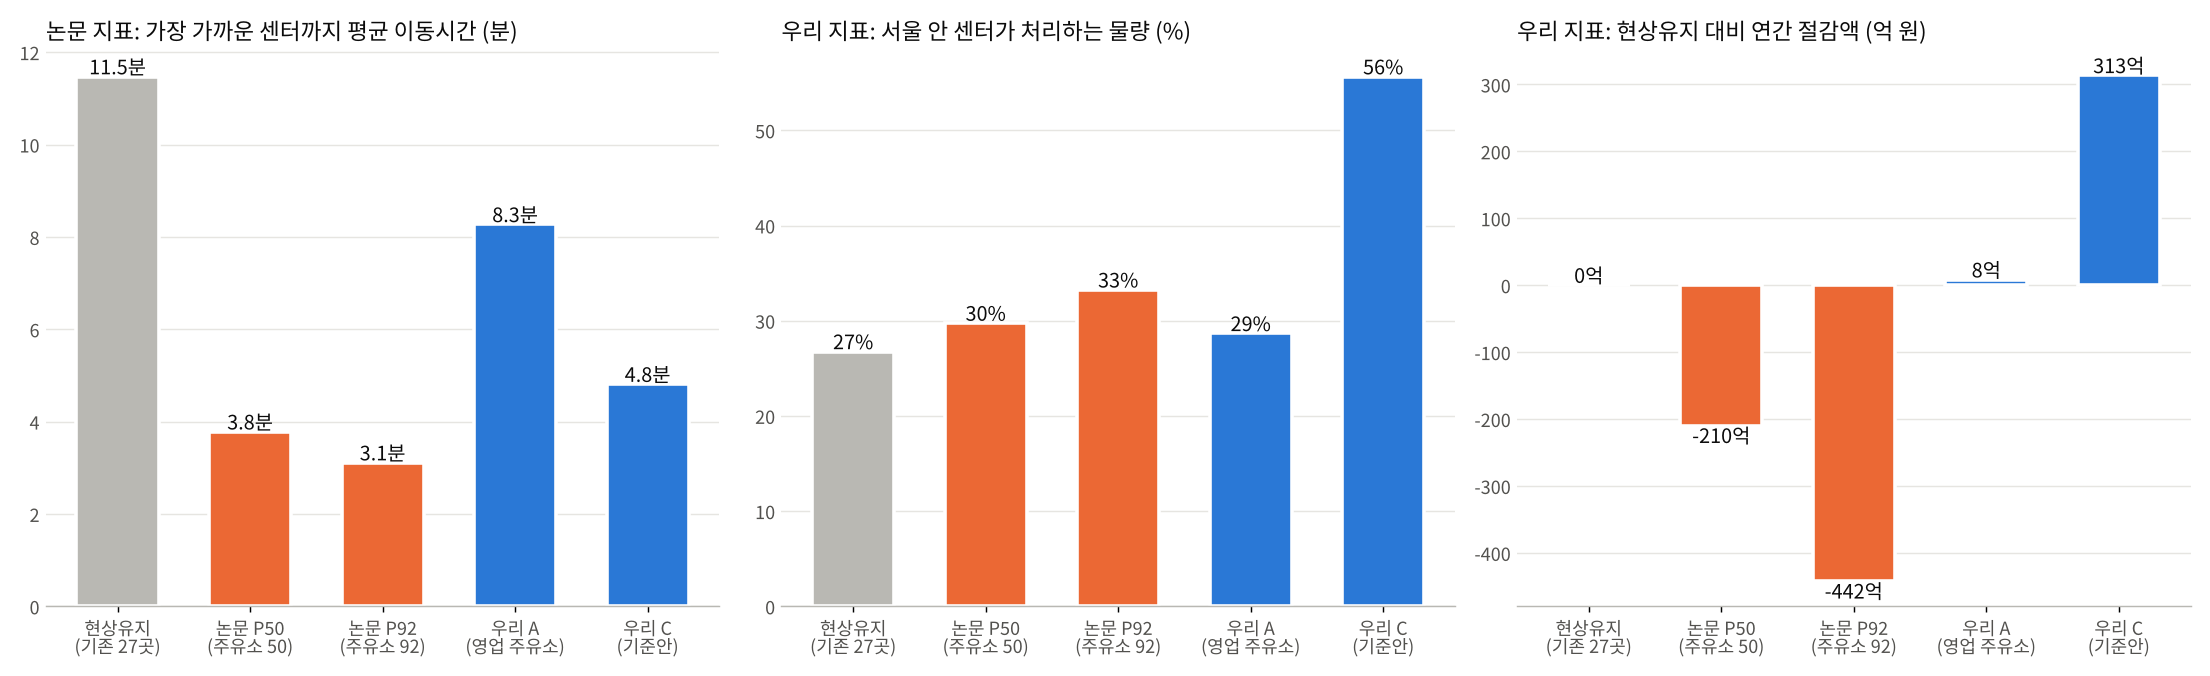 논문 지표: 가장 가까운 센터까지 평균 이동시간 (분)
12
10
8
6
4
2
0
11.5분
3.8분
3.1분
8.3분
4.8분
현상유지
(기존 27곳)
논문 P50
(주유소 50)
논문 P92
(주유소 92)
우리 A
(영업 주유소)
우리 C
(기준안)
우리 지표: 서울 안 센터가 처리하는 물량 (%)
50
40
30
20
10
0
27%
30%
33%
29%
56%
현상유지
(기존 27곳)
논문 P50
(주유소 50)
논문 P92
(주유소 92)
우리 A
(영업 주유소)
우리 C
(기준안)
우리 지표: 현상유지 대비 연간 절감액 (억 원)
300
200
100
0
-100
-200
-300
-400
0억
-210억
-442억
8억
313억
현상유지
(기존 27곳)
논문 P50
(주유소 50)
논문 P92
(주유소 92)
우리 A
(영업 주유소)
우리 C
(기준안)